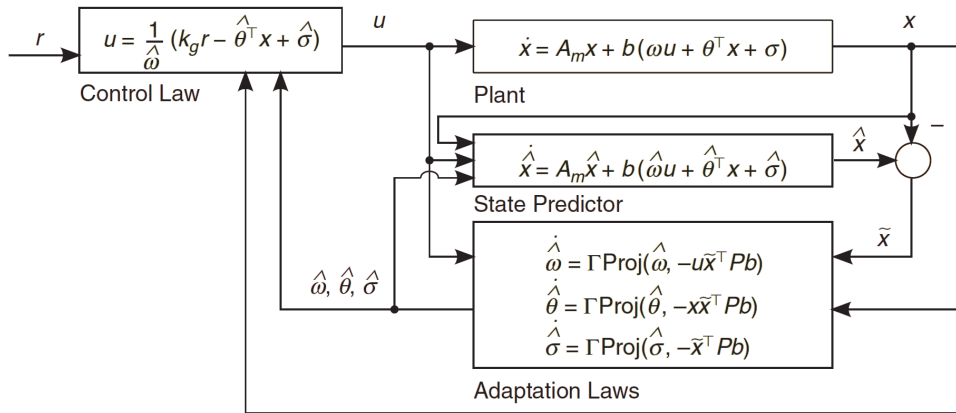 r
u = 1/ω̂ (k_g r − θ̂^⊤x + σ̂)
Control Law
u
ẋ = A_m x + b(ωu + θ^⊤x + σ)
Plant
x
−
x̂
x̂̇ = A_m x̂ + b(ω̂u + θ̂^⊤x + σ̂)
State Predictor
x̃
ω̂, θ̂, σ̂
ω̂̇ = ΓProj(ω̂, −ux̃^⊤Pb)
θ̂̇ = ΓProj(θ̂, −xx̃^⊤Pb)
σ̂̇ = ΓProj(σ̂, −x̃^⊤Pb)
Adaptation Laws